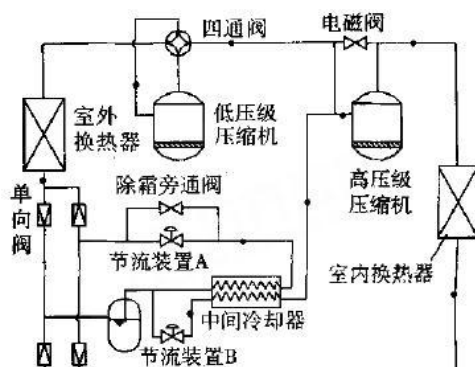 四通阀
电磁阀
室外
换热器
低压级
压缩机
高压级
压缩机
单向阀
除霜旁通阀
节流装置A
室内换热器
中间冷却器
节流装置B